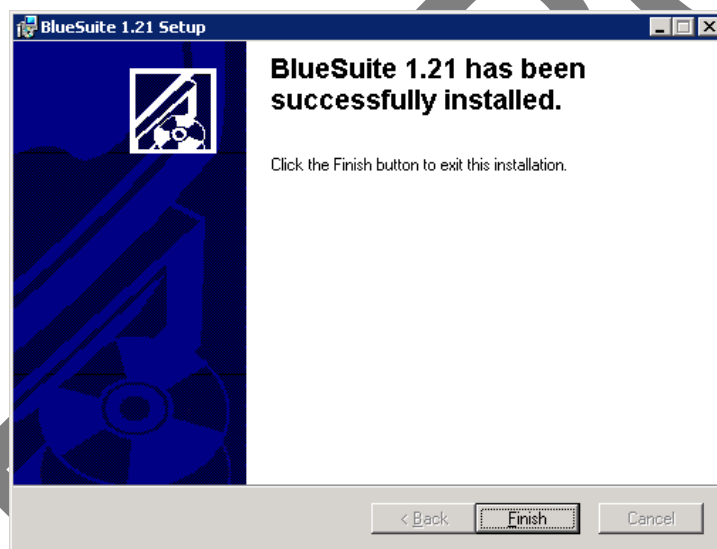 BlueSuite 1.21 Setup
BlueSuite 1.21 has been
successfully installed.
Click the Finish button to exit this installation.
< Back Finish Cancel